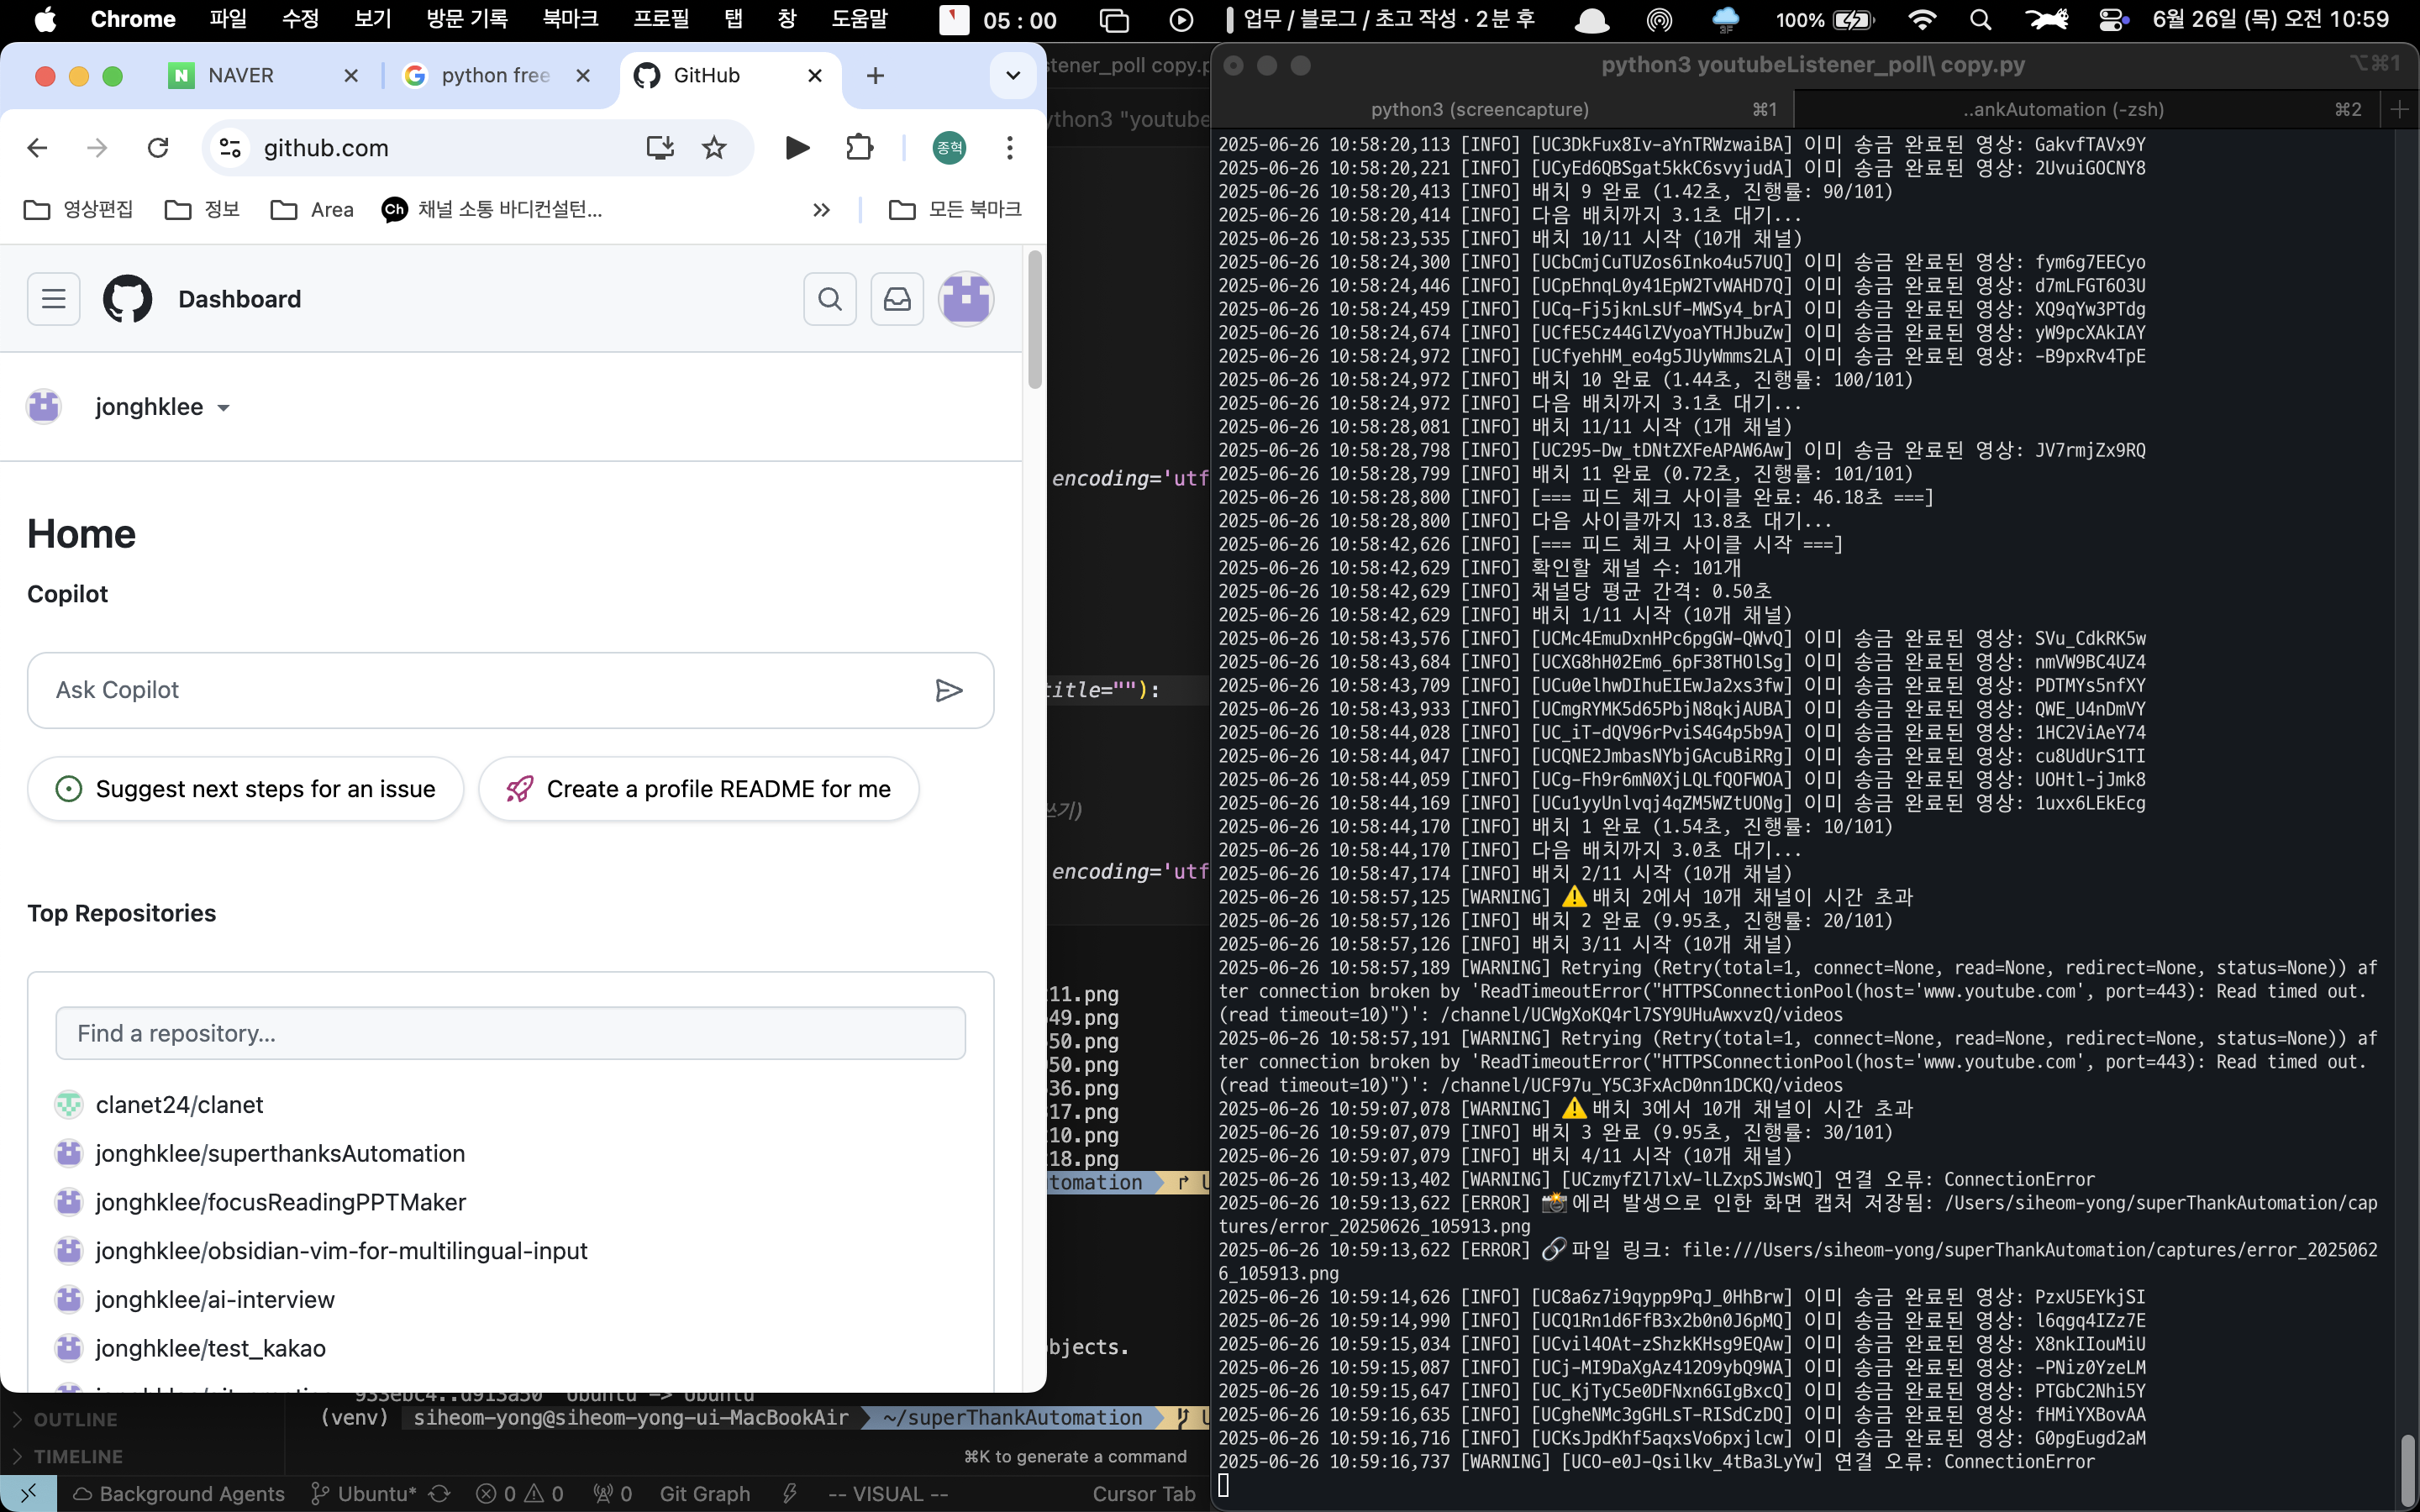 Chrome 파일 수정 보기 방문 기록 북마크 프로필 탭 창 도움말 05 : 00 업무 / 블로그 / 초고 작성 · 2분 후 3F 100% 6월 26일 (목) 오전 10:59
NAVER
python free
GitHub
github.com
종혁
영상편집
정보
Area
Ch 채널 소통 바디컨설턴...
모든 북마크
Dashboard
jonghklee
Home
Copilot
Ask Copilot
Suggest next steps for an issue
Create a profile README for me
Top Repositories
Find a repository...
clanet24/clanet
jonghklee/superthanksAutomation
jonghklee/focusReadingPPTMaker
jonghklee/obsidian-vim-for-multilingual-input
jonghklee/ai-interview
jonghklee/test_kakao
stener_poll copy.p
ython3 "youtube
encoding='utf
title=""):
쓰기)
encoding='utf
11.png
49.png
50.png
50.png
36.png
17.png
10.png
18.png
tomation
bjects.
933ebc4..d913a50 Ubuntu -> Ubuntu
(venv) siheom-yong@siheom-yong-ui-MacBookAir ~/superThankAutomation
OUTLINE
TIMELINE
⌘K to generate a command
Background Agents Ubuntu* 0 0 0 Git Graph -- VISUAL -- Cursor Tab
python3 youtubeListener_poll\ copy.py ⌥⌘1
python3 (screencapture) ⌘1 ..ankAutomation (-zsh) ⌘2
2025-06-26 10:58:20,113 [INFO] [UC3DkFux8Iv-aYnTRWzwaiBA] 이미 송금 완료된 영상: GakvfTAVx9Y
2025-06-26 10:58:20,221 [INFO] [UCyEd6QBSgat5kkC6svyjudA] 이미 송금 완료된 영상: 2UvuiGOCNY8
2025-06-26 10:58:20,413 [INFO] 배치 9 완료 (1.42초, 진행률: 90/101)
2025-06-26 10:58:20,414 [INFO] 다음 배치까지 3.1초 대기...
2025-06-26 10:58:23,535 [INFO] 배치 10/11 시작 (10개 채널)
2025-06-26 10:58:24,300 [INFO] [UCbCmjCuTUZos6Inko4u57UQ] 이미 송금 완료된 영상: fym6g7EECyo
2025-06-26 10:58:24,446 [INFO] [UCpEhnqL0y41EpW2TvWAHD7Q] 이미 송금 완료된 영상: d7mLFGT6O3U
2025-06-26 10:58:24,459 [INFO] [UCq-Fj5jknLsUf-MWSy4_brA] 이미 송금 완료된 영상: XQ9qYw3PTdg
2025-06-26 10:58:24,674 [INFO] [UCfE5Cz44GlZVyoaYTHJbuZw] 이미 송금 완료된 영상: yW9pcXAkIAY
2025-06-26 10:58:24,972 [INFO] [UCfyehHM_eo4g5JUyWmms2LA] 이미 송금 완료된 영상: -B9pxRv4TpE
2025-06-26 10:58:24,972 [INFO] 배치 10 완료 (1.44초, 진행률: 100/101)
2025-06-26 10:58:24,972 [INFO] 다음 배치까지 3.1초 대기...
2025-06-26 10:58:28,081 [INFO] 배치 11/11 시작 (1개 채널)
2025-06-26 10:58:28,798 [INFO] [UC295-Dw_tDNtZXFeAPAW6Aw] 이미 송금 완료된 영상: JV7rmjZx9RQ
2025-06-26 10:58:28,799 [INFO] 배치 11 완료 (0.72초, 진행률: 101/101)
2025-06-26 10:58:28,800 [INFO] [=== 피드 체크 사이클 완료: 46.18초 ===]
2025-06-26 10:58:28,800 [INFO] 다음 사이클까지 13.8초 대기...
2025-06-26 10:58:42,626 [INFO] [=== 피드 체크 사이클 시작 ===]
2025-06-26 10:58:42,629 [INFO] 확인할 채널 수: 101개
2025-06-26 10:58:42,629 [INFO] 채널당 평균 간격: 0.50초
2025-06-26 10:58:42,629 [INFO] 배치 1/11 시작 (10개 채널)
2025-06-26 10:58:43,576 [INFO] [UCMc4EmuDxnHPc6pgGW-QWvQ] 이미 송금 완료된 영상: SVu_CdkRK5w
2025-06-26 10:58:43,684 [INFO] [UCXG8hH02Em6_6pF38THOlSg] 이미 송금 완료된 영상: nmVW9BC4UZ4
2025-06-26 10:58:43,709 [INFO] [UCu0elhwDIhuEIEwJa2xs3fw] 이미 송금 완료된 영상: PDTMYs5nfXY
2025-06-26 10:58:43,933 [INFO] [UCmgRYMK5d65PbjN8qkjAUBA] 이미 송금 완료된 영상: QWE_U4nDmVY
2025-06-26 10:58:44,028 [INFO] [UC_iT-dQV96rPviS4G4p5b9A] 이미 송금 완료된 영상: 1HC2ViAeY74
2025-06-26 10:58:44,047 [INFO] [UCQNE2JmbasNYbjGAcuBiRRg] 이미 송금 완료된 영상: cu8UdUrS1TI
2025-06-26 10:58:44,059 [INFO] [UCg-Fh9r6mN0XjLQLfQOFWOA] 이미 송금 완료된 영상: UOHtl-jJmk8
2025-06-26 10:58:44,169 [INFO] [UCu1yyUnlvqj4qZM5WZtUONg] 이미 송금 완료된 영상: 1uxx6LEkEcg
2025-06-26 10:58:44,170 [INFO] 배치 1 완료 (1.54초, 진행률: 10/101)
2025-06-26 10:58:44,170 [INFO] 다음 배치까지 3.0초 대기...
2025-06-26 10:58:47,174 [INFO] 배치 2/11 시작 (10개 채널)
2025-06-26 10:58:57,125 [WARNING] ⚠️ 배치 2에서 10개 채널이 시간 초과
2025-06-26 10:58:57,126 [INFO] 배치 2 완료 (9.95초, 진행률: 20/101)
2025-06-26 10:58:57,126 [INFO] 배치 3/11 시작 (10개 채널)
2025-06-26 10:58:57,189 [WARNING] Retrying (Retry(total=1, connect=None, read=None, redirect=None, status=None)) af
ter connection broken by 'ReadTimeoutError("HTTPSConnectionPool(host='www.youtube.com', port=443): Read timed out.
(read timeout=10)")': /channel/UCWgXoKQ4rl7SY9UHuAwxvzQ/videos
2025-06-26 10:58:57,191 [WARNING] Retrying (Retry(total=1, connect=None, read=None, redirect=None, status=None)) af
ter connection broken by 'ReadTimeoutError("HTTPSConnectionPool(host='www.youtube.com', port=443): Read timed out.
(read timeout=10)")': /channel/UCF97u_Y5C3FxAcD0nn1DCKQ/videos
2025-06-26 10:59:07,078 [WARNING] ⚠️ 배치 3에서 10개 채널이 시간 초과
2025-06-26 10:59:07,079 [INFO] 배치 3 완료 (9.95초, 진행률: 30/101)
2025-06-26 10:59:07,079 [INFO] 배치 4/11 시작 (10개 채널)
2025-06-26 10:59:13,402 [WARNING] [UCzmyfZl7lxV-lLZxpSJWsWQ] 연결 오류: ConnectionError
2025-06-26 10:59:13,622 [ERROR] 📸 에러 발생으로 인한 화면 캡처 저장됨: /Users/siheom-yong/superThankAutomation/cap
tures/error_20250626_105913.png
2025-06-26 10:59:13,622 [ERROR] 🔗 파일 링크: file:///Users/siheom-yong/superThankAutomation/captures/error_2025062
6_105913.png
2025-06-26 10:59:14,626 [INFO] [UC8a6z7i9qypp9PqJ_0HhBrw] 이미 송금 완료된 영상: PzxU5EYkjSI
2025-06-26 10:59:14,990 [INFO] [UCQ1Rn1d6FfB3x2b0n0J6pMQ] 이미 송금 완료된 영상: l6qgq4IZz7E
2025-06-26 10:59:15,034 [INFO] [UCvil4OAt-zShzkKHsg9EQAw] 이미 송금 완료된 영상: X8nkIIouMiU
2025-06-26 10:59:15,087 [INFO] [UCj-MI9DaXgAz412O9ybQ9WA] 이미 송금 완료된 영상: -PNiz0YzeLM
2025-06-26 10:59:15,647 [INFO] [UC_KjTyC5e0DFNxn6GIgBxcQ] 이미 송금 완료된 영상: PTGbC2Nhi5Y
2025-06-26 10:59:16,635 [INFO] [UCgheNMc3gGHLsT-RISdCzDQ] 이미 송금 완료된 영상: fHMiYXBovAA
2025-06-26 10:59:16,716 [INFO] [UCKsJpdKhf5aqxsVo6pxjlcw] 이미 송금 완료된 영상: G0pgEugd2aM
2025-06-26 10:59:16,737 [WARNING] [UCO-e0J-Qsilkv_4tBa3LyYw] 연결 오류: ConnectionError